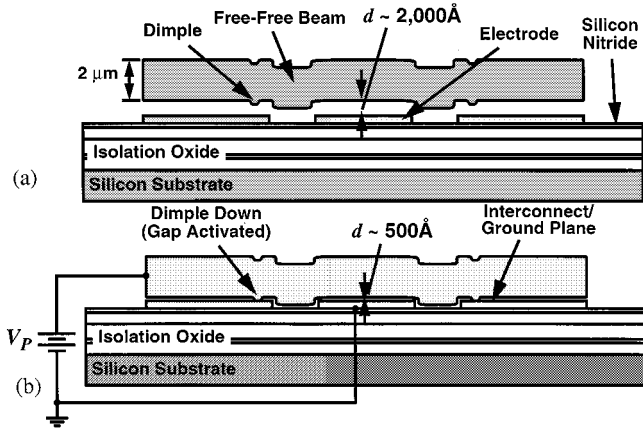 Free-Free Beam
d ~ 2,000Å
Silicon
Nitride
Dimple
Electrode
2 μm
Isolation Oxide
(a)
Silicon Substrate
Dimple Down
(Gap Activated)
d ~ 500Å
Interconnect/
Ground Plane
V_P
Isolation Oxide
(b)
Silicon Substrate